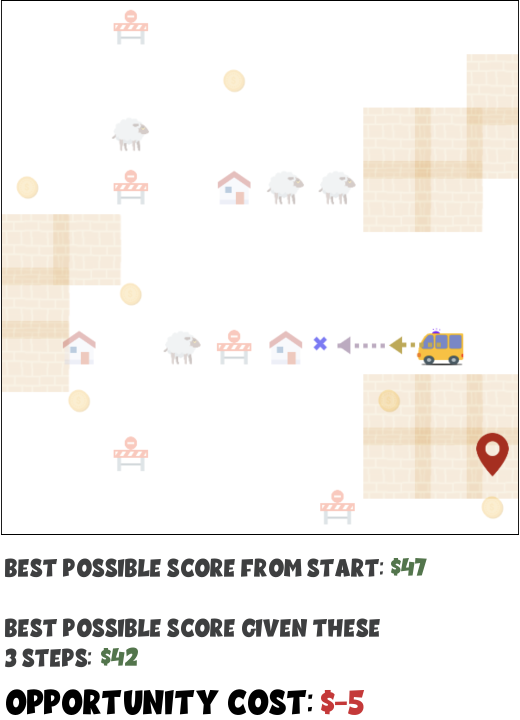 BEST POSSIBLE SCORE FROM START: $47
BEST POSSIBLE SCORE GIVEN THESE
3 STEPS: $42
OPPORTUNITY COST: $-5